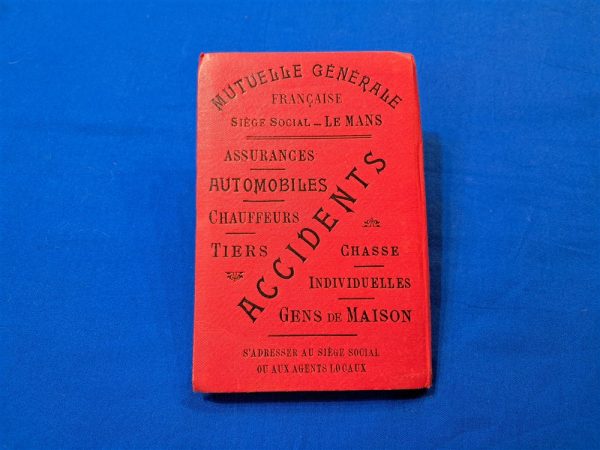 MUTUELLE GÉNÉRALE
FRANÇAISE
SIÈGE SOCIAL _ LE MANS
ASSURANCES
AUTOMOBILES
CHAUFFEURS
TIERS
ACCIDENTS
CHASSE
INDIVIDUELLES
GENS DE MAISON
S'ADRESSER AU SIÈGE SOCIAL
OU AUX AGENTS LOCAUX